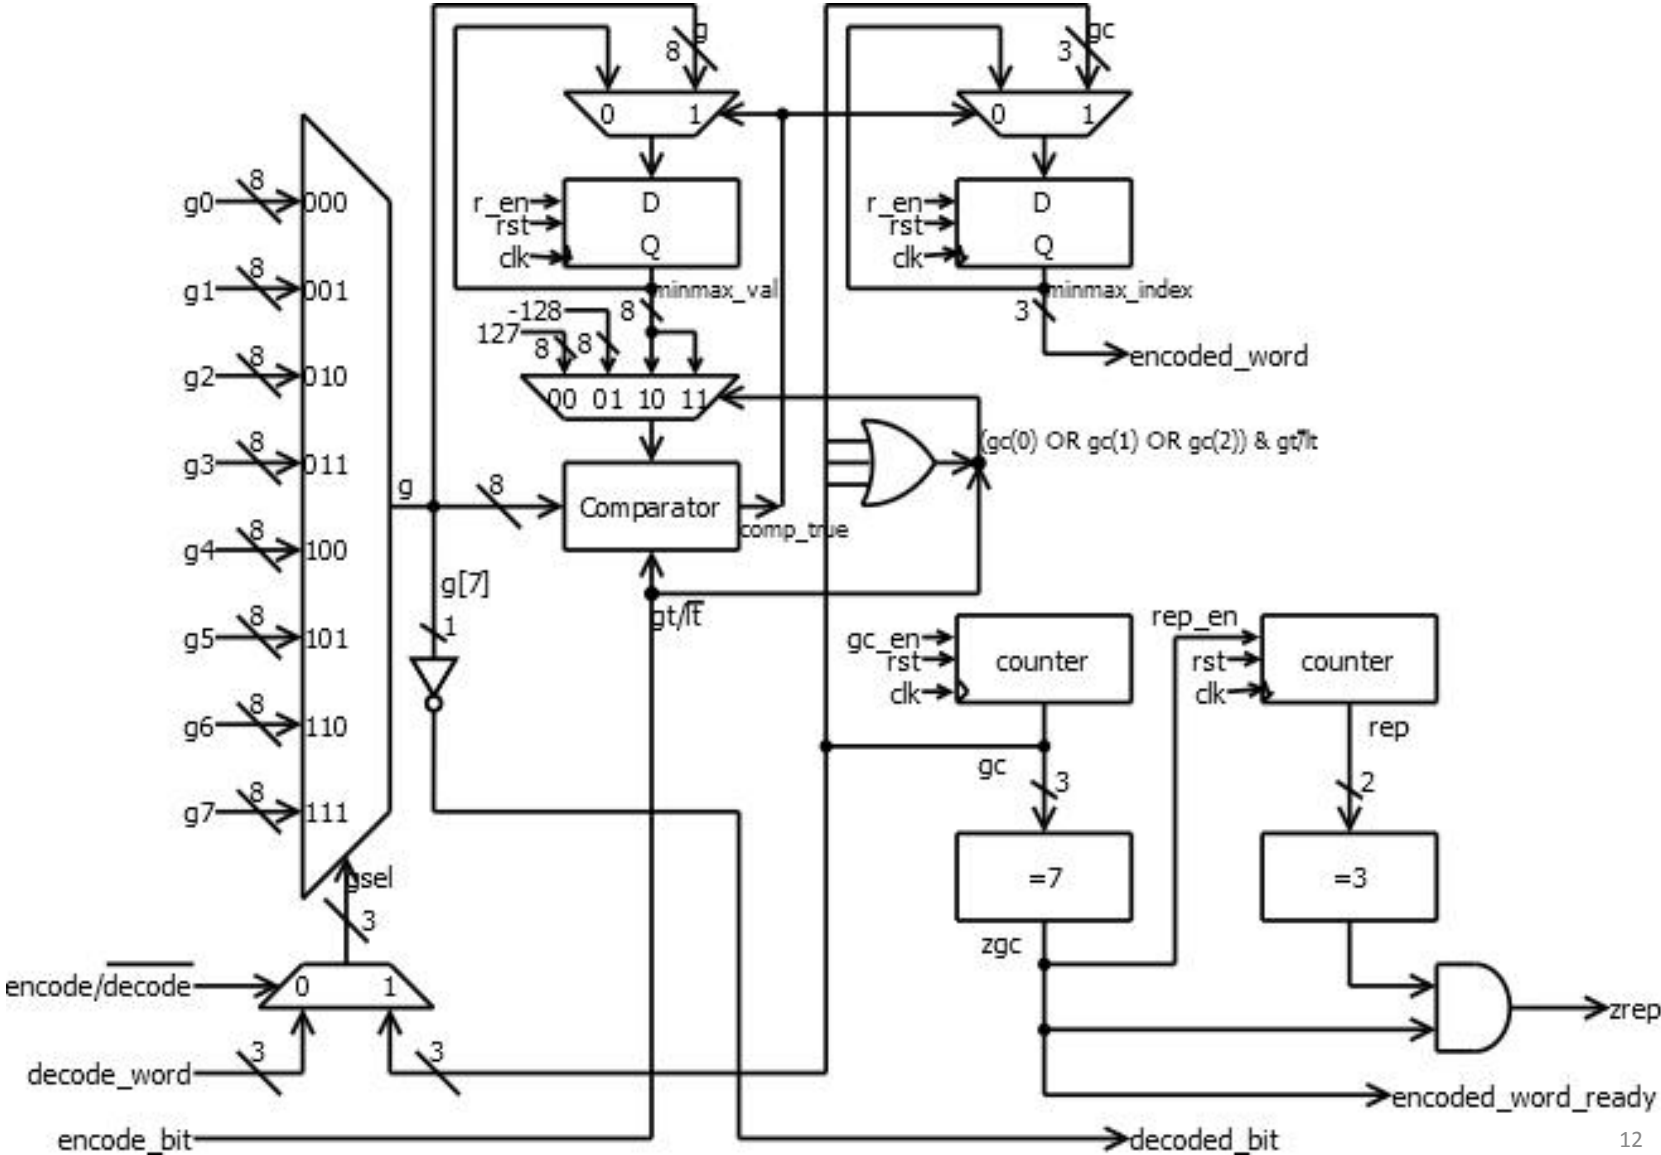 g
8
gc
3
0 1
0 1
g0 8 000
r_en
rst
clk
D
Q
r_en
rst
clk
D
Q
g1 8 001
minmax_val
8
minmax_index
3
-128
127
8 8
encoded_word
g2 8 010
00 01 10 11
(gc(0) OR gc(1) OR gc(2)) & gt/lt
g3 8 011
g
8
Comparator
comp_true
g4 8 100
g[7]
1
gt/lt
g5 8 101
gc_en
rst
clk
counter
rep_en
rst
clk
counter
g6 8 110
gc
3
rep
2
g7 8 111
gsel
3
=7
=3
zgc
encode/decode
0 1
zrep
decode_word
3
3
encoded_word_ready
encode_bit
decoded_bit
12